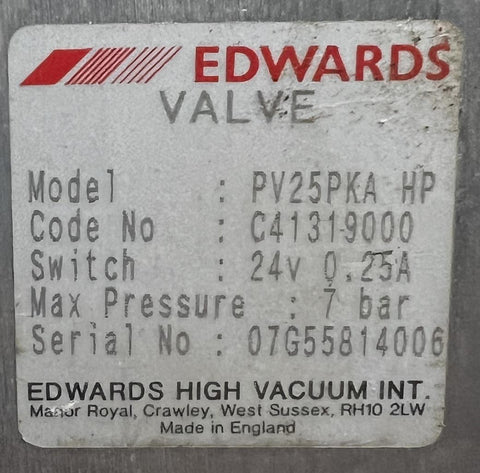 EDWARDS
VALVE
Model : PV25PKA HP
Code No : C41319000
Switch : 24v 0.25A
Max Pressure : 7 bar
Serial No : 07G55814006
EDWARDS HIGH VACUUM INT.
Manor Royal, Crawley, West Sussex, RH10 2LW
Made in England